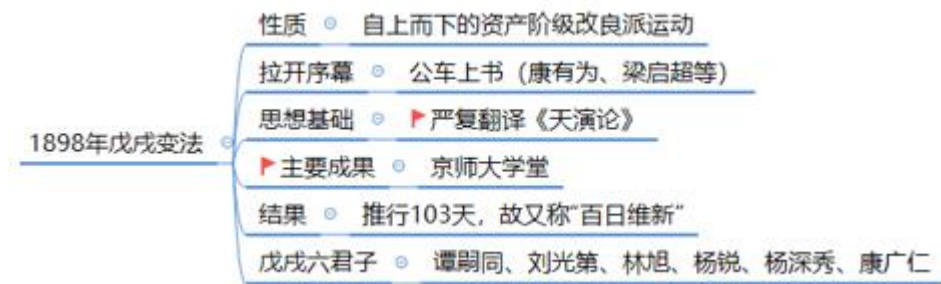 性质 自上而下的资产阶级改良派运动
拉开序幕 公车上书（康有为、梁启超等）
思想基础 严复翻译《天演论》
1898年戊戌变法
主要成果 京师大学堂
结果 推行103天，故又称“百日维新”
戊戌六君子 谭嗣同、刘光第、林旭、杨锐、杨深秀、康广仁